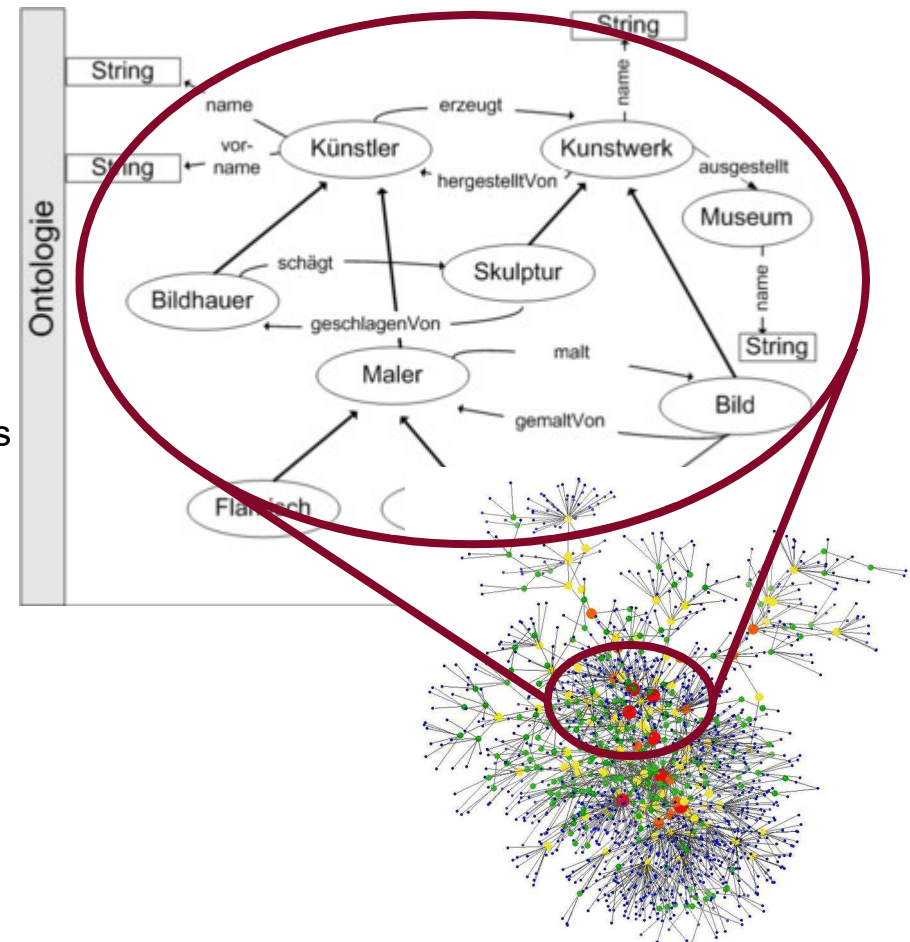 String
String
name
name
erzeugt
Künstler
Kunstwerk
vor-
name
String
hergestelltVon
ausgestellt
Museum
Ontologie
schägt
Skulptur
Bildhauer
name
geschlagenVon
String
malt
Maler
Bild
gemaltVon
s
Flämisch